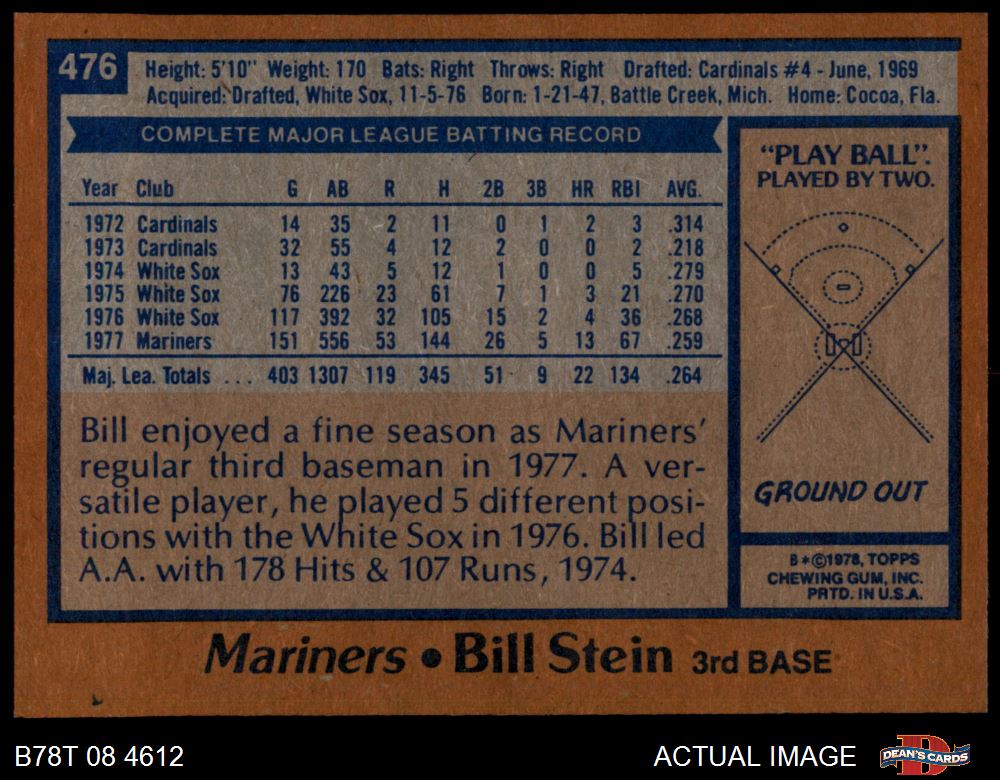 476
Height: 5'10" Weight: 170 Bats: Right Throws: Right Drafted: Cardinals #4 - June, 1969
Acquired: Drafted, White Sox, 11-5-76 Born: 1-21-47, Battle Creek, Mich. Home: Cocoa, Fla.
COMPLETE MAJOR LEAGUE BATTING RECORD
Year Club G AB R H 2B 3B HR RBI AVG.
1972 Cardinals 14 35 2 11 0 1 2 3 .314
1973 Cardinals 32 55 4 12 2 0 0 2 .218
1974 White Sox 13 43 5 12 1 0 0 5 .279
1975 White Sox 76 226 23 61 7 1 3 21 .270
1976 White Sox 117 392 32 105 15 2 4 36 .268
1977 Mariners 151 556 53 144 26 5 13 67 .259
Maj. Lea. Totals ... 403 1307 119 345 51 9 22 134 .264
Bill enjoyed a fine season as Mariners'
regular third baseman in 1977. A ver-
satile player, he played 5 different posi-
tions with the White Sox in 1976. Bill led
A.A. with 178 Hits & 107 Runs, 1974.
"PLAY BALL".
PLAYED BY TWO.
GROUND OUT
B*©1978, TOPPS
CHEWING GUM, INC.
PRTD. IN U.S.A.
Mariners • Bill Stein 3rd BASE
B78T 08 4612
ACTUAL IMAGE
DEAN'S CARDS